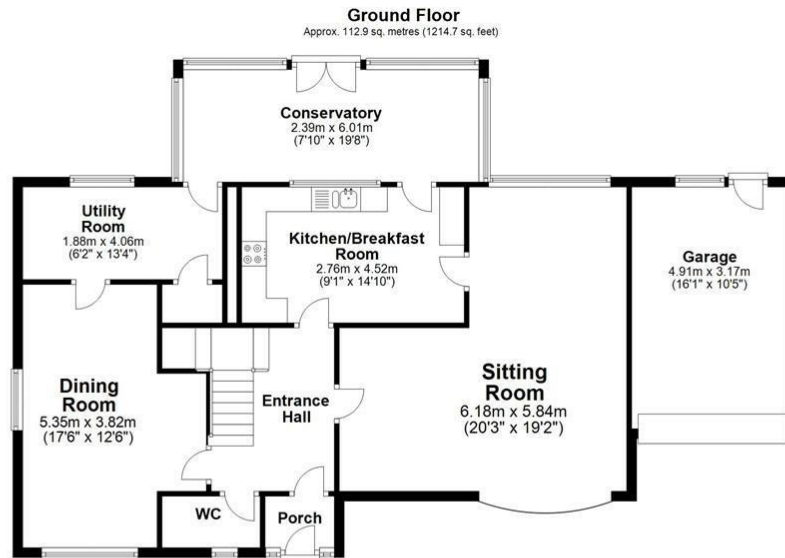 Ground Floor
Approx. 112.9 sq. metres (1214.7 sq. feet)
Conservatory
2.39m x 6.01m
(7'10" x 19'8")
Utility
Room
1.88m x 4.06m
(6'2" x 13'4")
Kitchen/Breakfast
Room
2.76m x 4.52m
(9'1" x 14'10")
Garage
4.91m x 3.17m
(16'1" x 10'5")
Dining
Room
5.35m x 3.82m
(17'6" x 12'6")
Entrance
Hall
Sitting
Room
6.18m x 5.84m
(20'3" x 19'2")
WC
Porch